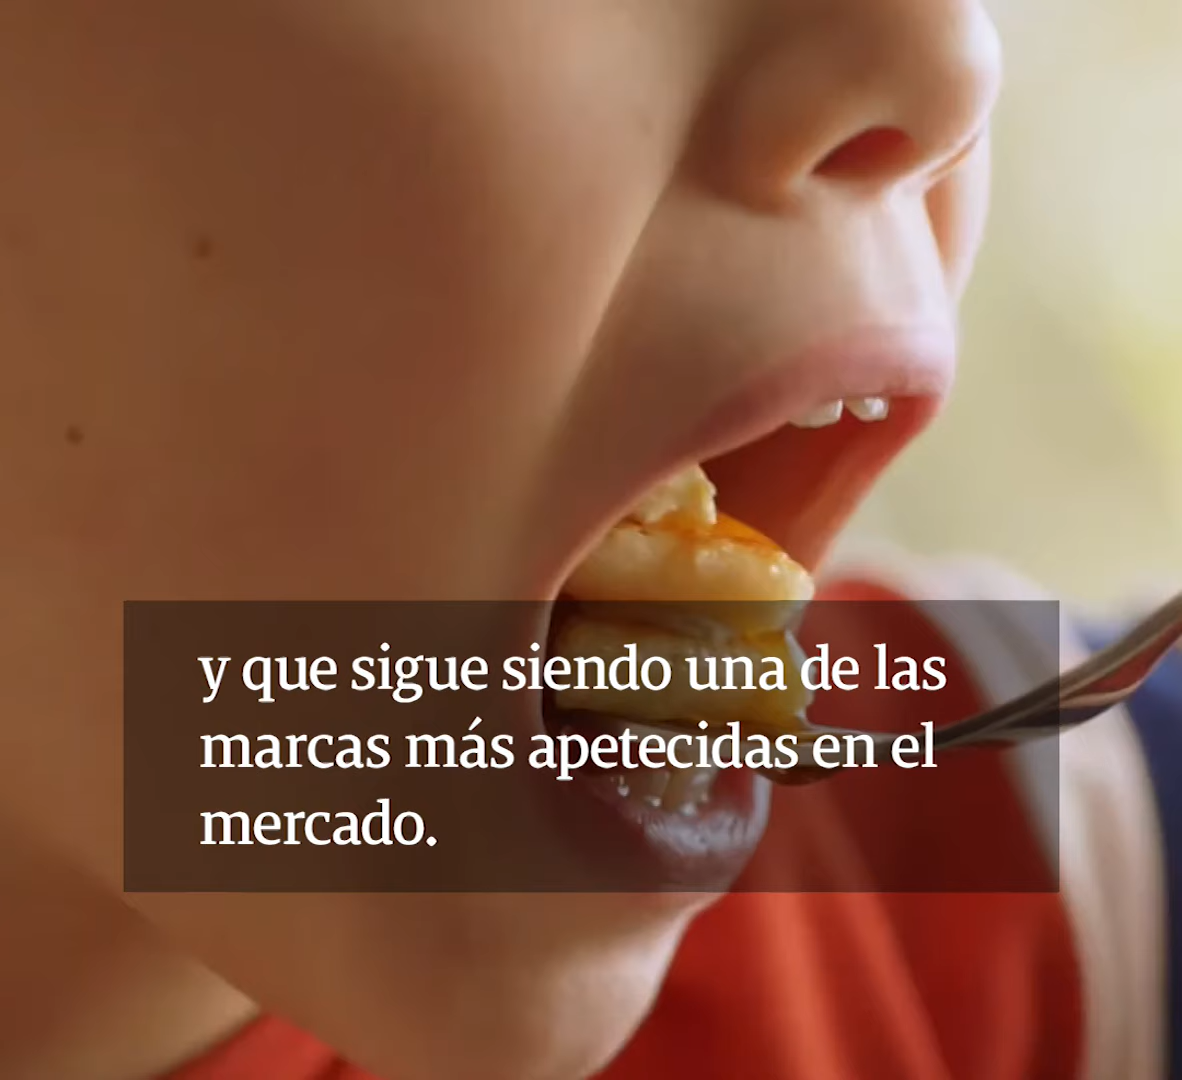 y que sigue siendo una de las
marcas más apetecidas en el
mercado.